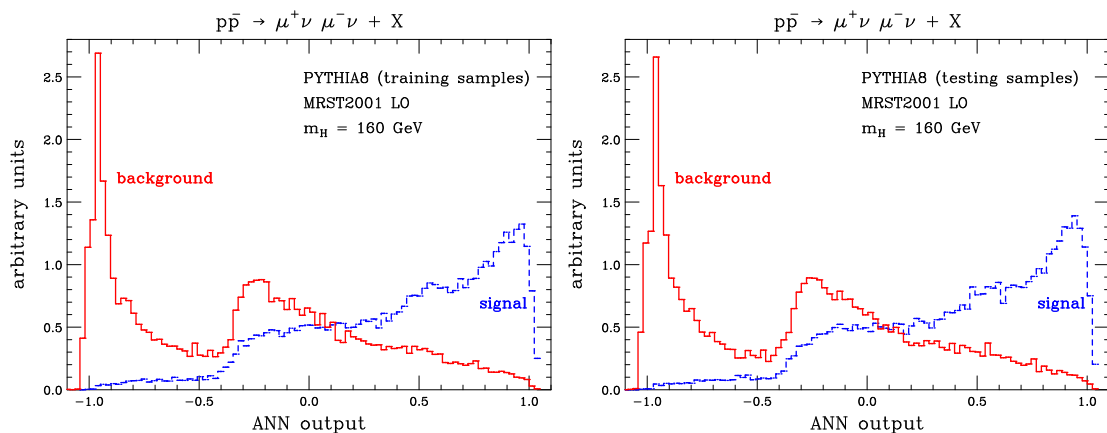 pp̄ → μ⁺ν μ⁻ν + X
arbitrary units
2.5
2.0
1.5
1.0
0.5
0.0
PYTHIA8 (training samples)
MRST2001 LO
m_H = 160 GeV
background
signal
−1.0 −0.5 0.0 0.5 1.0
ANN output
pp̄ → μ⁺ν μ⁻ν + X
arbitrary units
2.5
2.0
1.5
1.0
0.5
0.0
PYTHIA8 (testing samples)
MRST2001 LO
m_H = 160 GeV
background
signal
−1.0 −0.5 0.0 0.5 1.0
ANN output